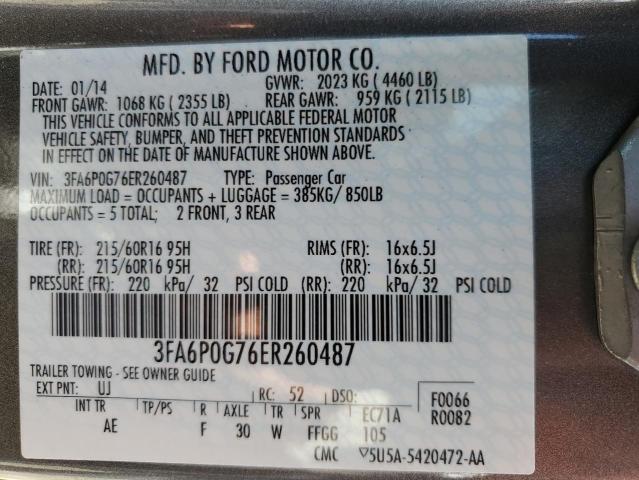 MFD. BY FORD MOTOR CO.
DATE: 01/14 GVWR: 2023 KG ( 4460 LB)
FRONT GAWR: 1068 KG ( 2355 LB) REAR GAWR: 959 KG ( 2115 LB)
THIS VEHICLE CONFORMS TO ALL APPLICABLE FEDERAL MOTOR
VEHICLE SAFETY, BUMPER, AND THEFT PREVENTION STANDARDS
IN EFFECT ON THE DATE OF MANUFACTURE SHOWN ABOVE.
VIN: 3FA6P0G76ER260487 TYPE: Passenger Car
MAXIMUM LOAD = OCCUPANTS + LUGGAGE = 385KG/ 850LB
OCCUPANTS = 5 TOTAL; 2 FRONT, 3 REAR
TIRE (FR): 215/60R16 95H RIMS (FR): 16x6.5J
(RR): 215/60R16 95H (RR): 16x6.5J
PRESSURE (FR): 220 kPa/ 32 PSI COLD (RR): 220 kPa/ 32 PSI COLD
3FA6P0G76ER260487
TRAILER TOWING - SEE OWNER GUIDE
EXT PNT: UJ RC: 52 DSO: F0066
INT TR TP/PS R AXLE TR SPR EC71A R0082
AE F 30 W FFGG 105
CMC ▽5U5A-5420472-AA